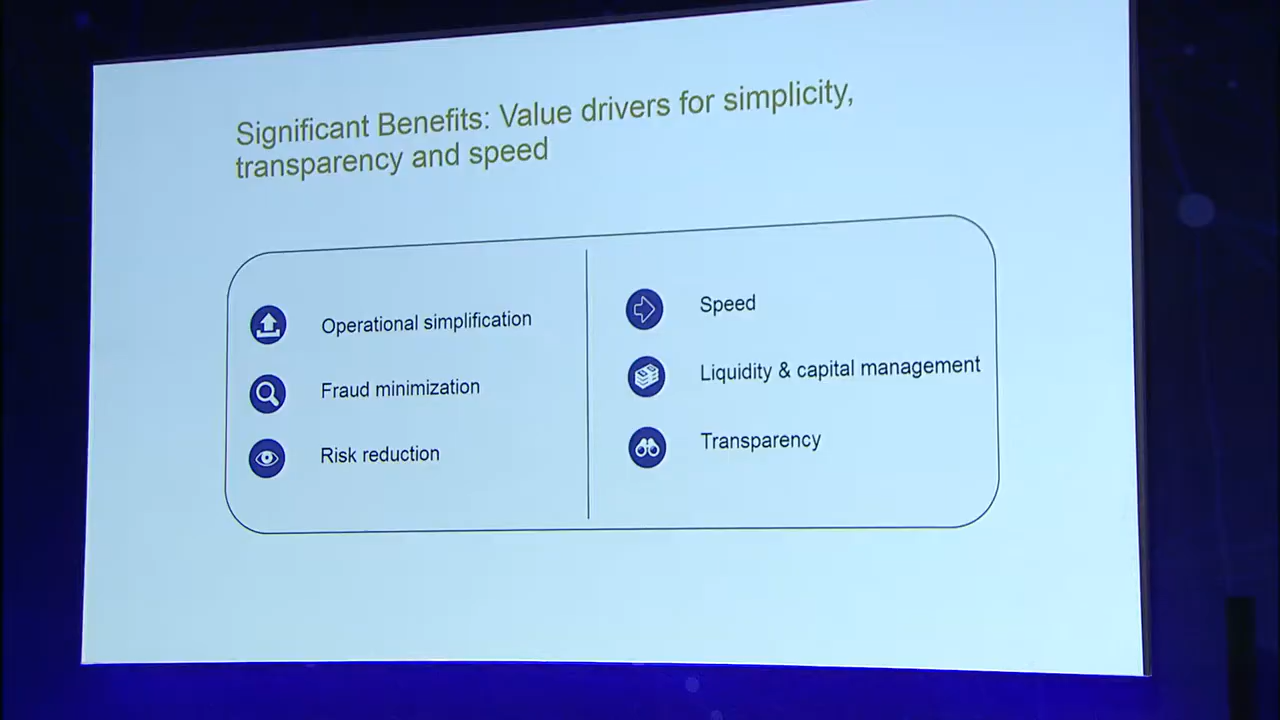 Significant Benefits: Value drivers for simplicity,
transparency and speed
Operational simplification
Fraud minimization
Risk reduction
Speed
Liquidity & capital management
Transparency